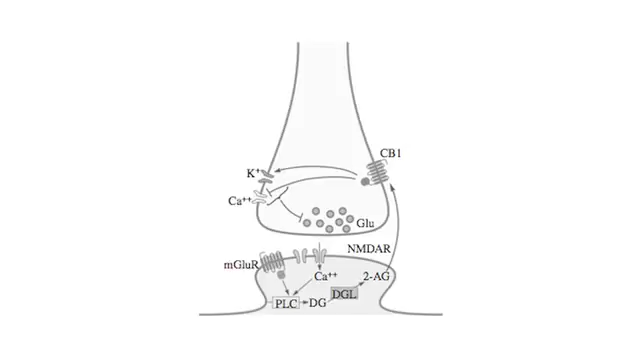 CB1
K+
Ca++
Glu
NMDAR
mGluR
Ca++
2-AG
DGL
PLC
DG